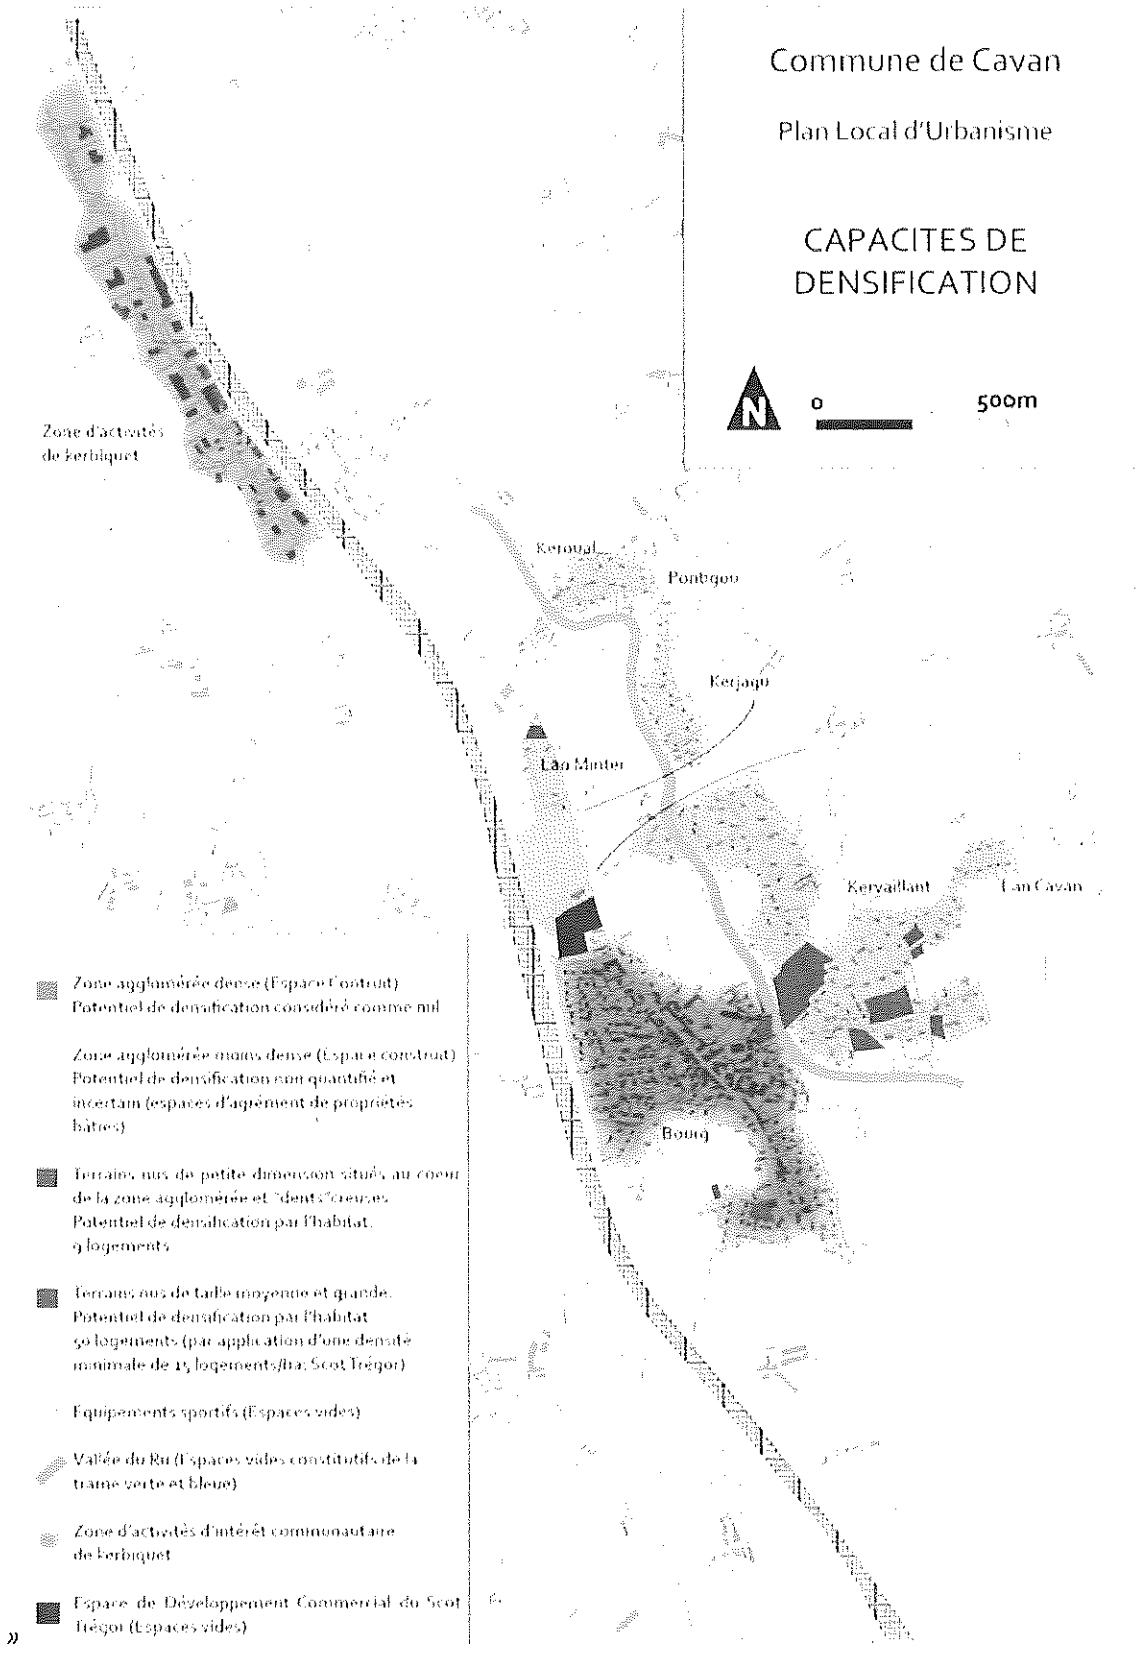 Commune de Cavan
Plan Local d'Urbanisme
CAPACITES DE
DENSIFICATION
N
0
500m
Zone d'activités
de kerbiquet
Keroual
Pontigou
Kerjagu
Lan Minter
Kervaillant
Lan Cavan
Bourg
Zone agglomérée dense (Espace Contruit)
Potentiel de densification considéré comme nul
Zone agglomérée moins dense (Espace construit)
Potentiel de densification non quantifié et
incertain (espaces d'agrément de propriétés
bâties)
Terrains nus de petite dimension situés au coeur
de la zone agglomérée et "dents"creuses
Potentiel de densification par l'habitat.
9 logements
Terrains nus de taille moyenne et grande.
Potentiel de densification par l'habitat
50 logements (par application d'une densité
minimale de 15 logements/ha: Scot Trégor)
Equipements sportifs (Espaces vides)
Vallée du Ru (Espaces vides constitutifs de la
trame verte et bleue)
Zone d'activités d'intérêt communautaire
de kerbiquet
Espace de Développement Commercial du Scot
Trégor (Espaces vides)
»